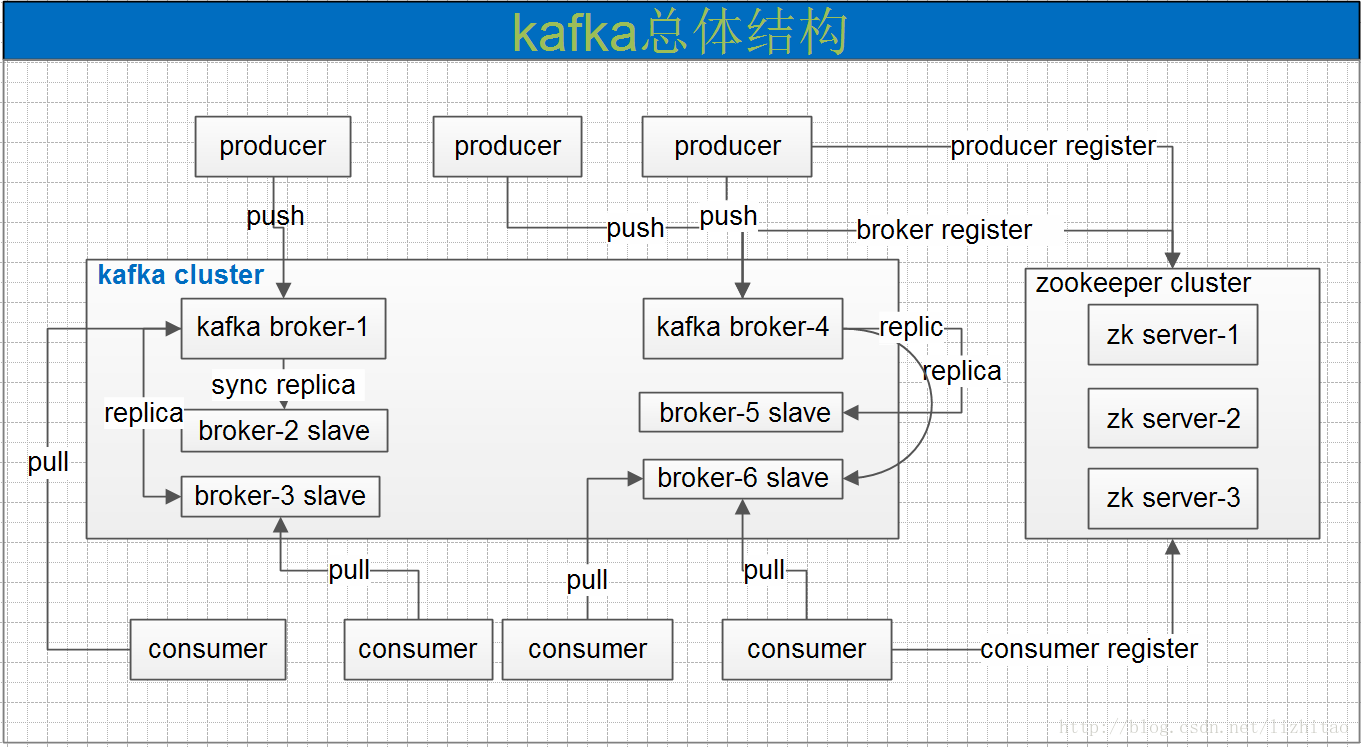 kafka总体结构
producer
producer
producer
producer register
push
push
push
broker register
kafka cluster
zookeeper cluster
kafka broker-1
kafka broker-4
replic
zk server-1
sync replica
replica
replica
broker-5 slave
zk server-2
broker-2 slave
pull
broker-6 slave
broker-3 slave
zk server-3
pull
pull
pull
consumer
consumer
consumer
consumer
consumer register
http://blog.csdn.net/lizhitao